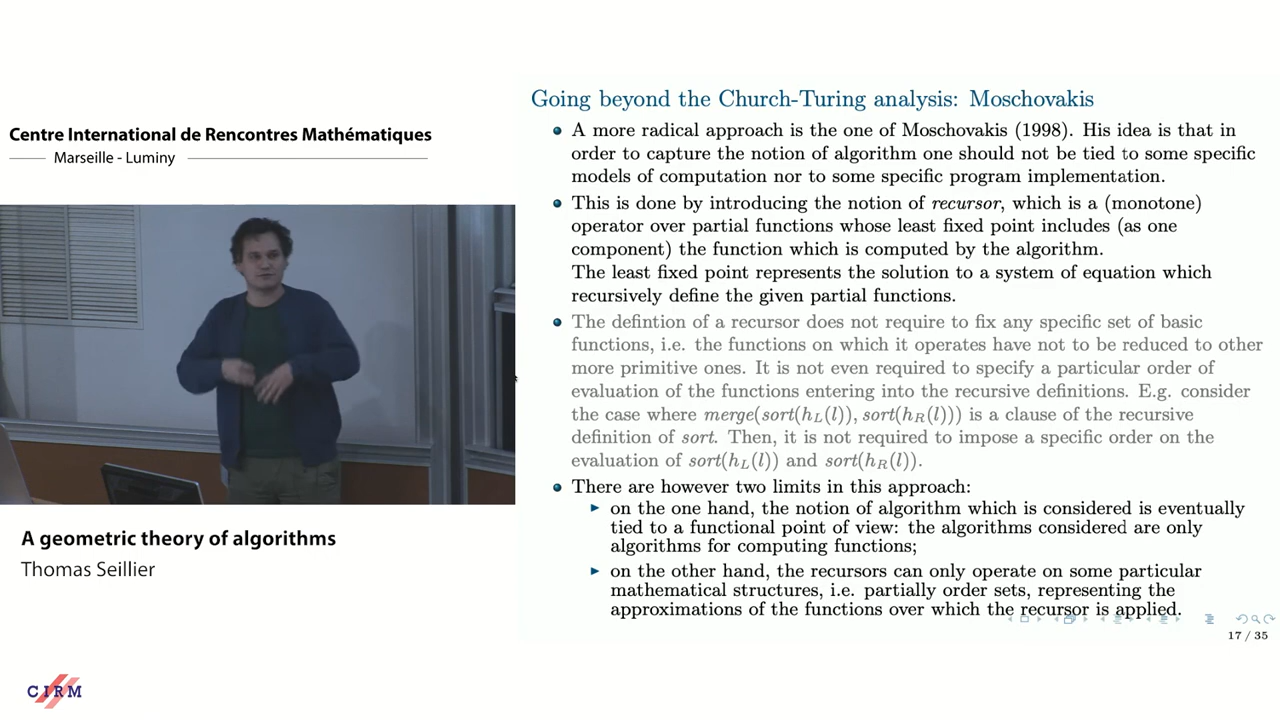 Centre International de Rencontres Mathématiques
Marseille - Luminy
A geometric theory of algorithms
Thomas Seillier
CIRM
Going beyond the Church-Turing analysis: Moschovakis
A more radical approach is the one of Moschovakis (1998). His idea is that in
order to capture the notion of algorithm one should not be tied to some specific
models of computation nor to some specific program implementation.
This is done by introducing the notion of recursor, which is a (monotone)
operator over partial functions whose least fixed point includes (as one
component) the function which is computed by the algorithm.
The least fixed point represents the solution to a system of equation which
recursively define the given partial functions.
The defintion of a recursor does not require to fix any specific set of basic
functions, i.e. the functions on which it operates have not to be reduced to other
more primitive ones. It is not even required to specify a particular order of
evaluation of the functions entering into the recursive definitions. E.g. consider
the case where merge(sort(h_L(l)), sort(h_R(l))) is a clause of the recursive
definition of sort. Then, it is not required to impose a specific order on the
evaluation of sort(h_L(l)) and sort(h_R(l)).
There are however two limits in this approach:
on the one hand, the notion of algorithm which is considered is eventually
tied to a functional point of view: the algorithms considered are only
algorithms for computing functions;
on the other hand, the recursors can only operate on some particular
mathematical structures, i.e. partially order sets, representing the
approximations of the functions over which the recursor is applied.
17 / 35